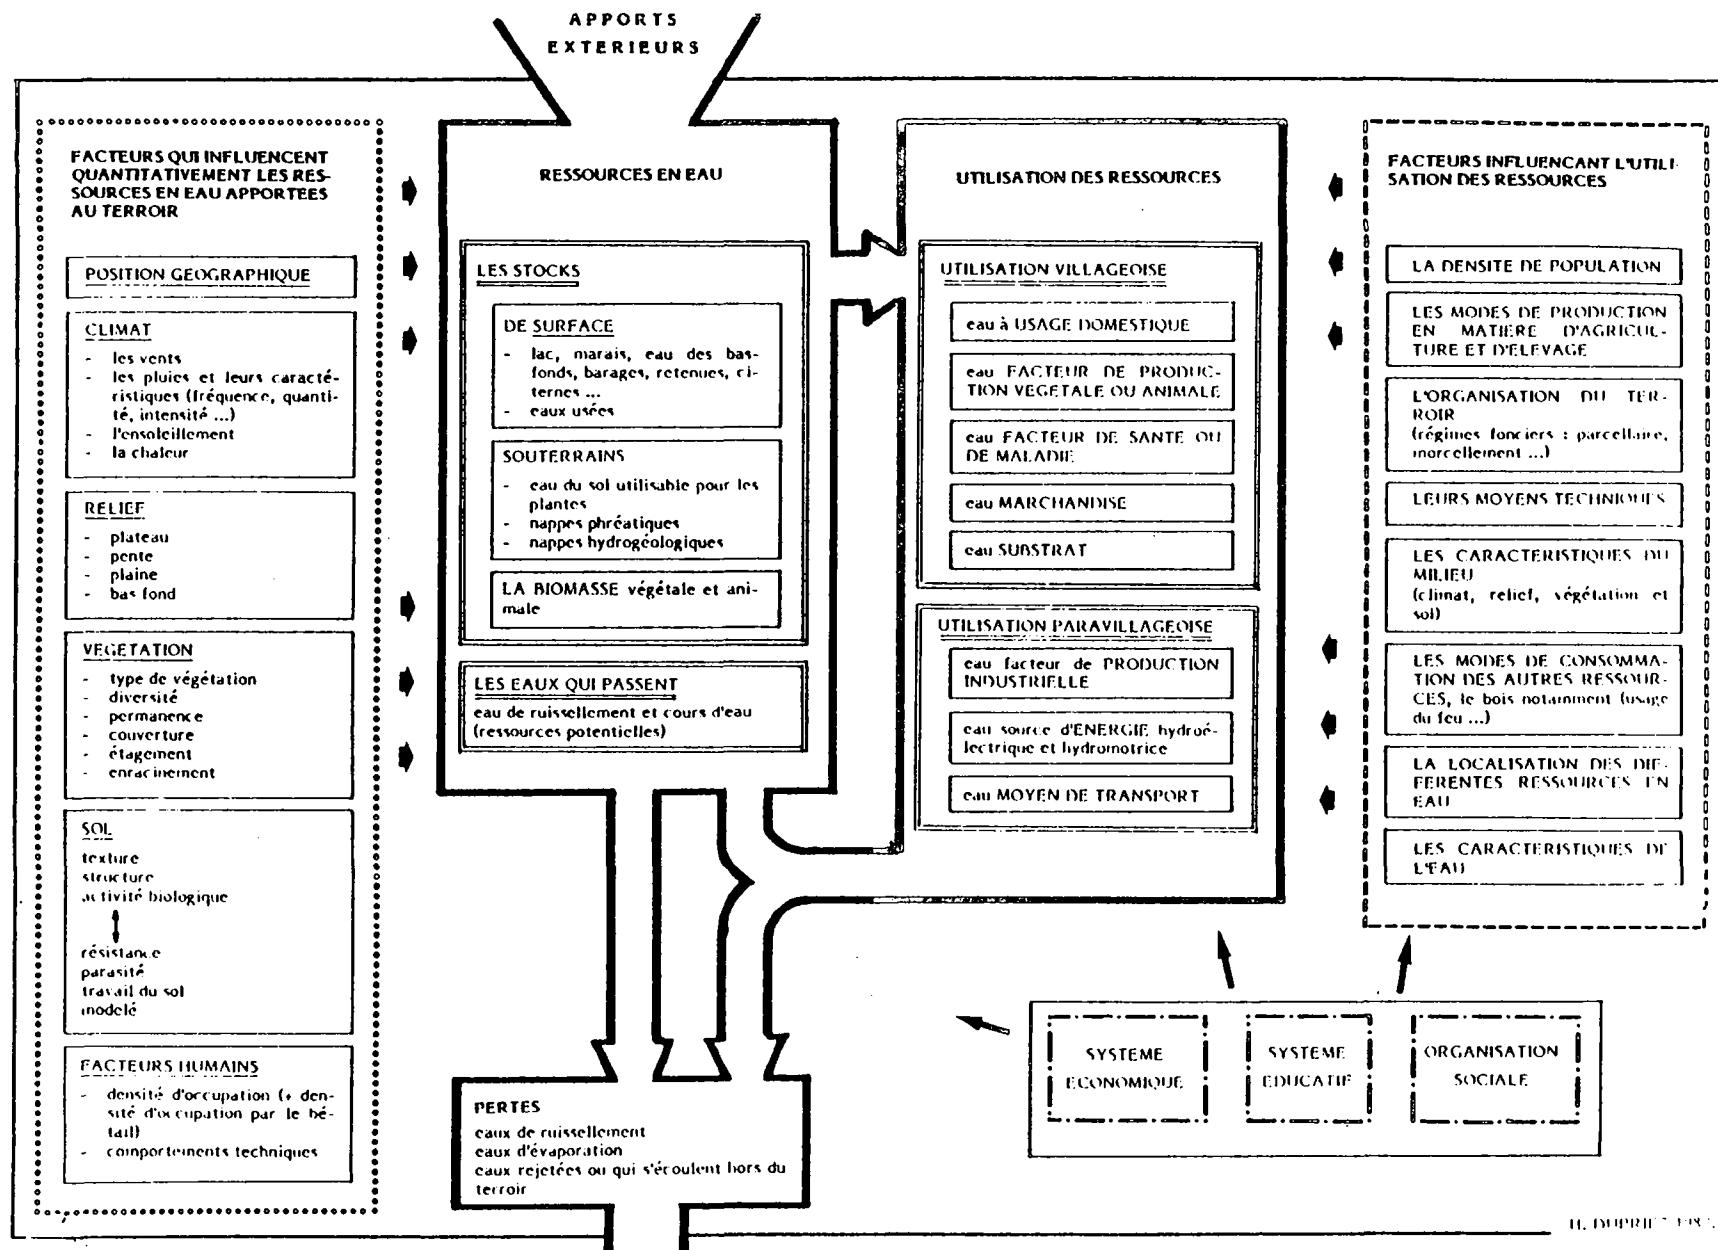 APPORTS
EXTERIEURS
FACTEURS QUI INFLUENCENT
QUANTITATIVEMENT LES RES-
SOURCES EN EAU APPORTEES
AU TERROIR
POSITION GEOGRAPHIQUE
CLIMAT
- les vents
- les pluies et leurs caracté-
ristiques (fréquence, quanti-
té, intensité ...)
- l'ensoleillement
- la chaleur
RELIEF
- plateau
- pente
- plaine
- bas fond
VEGETATION
- type de végétation
- diversité
- permanence
- couverture
- étagement
- enracinement
SOL
texture
structure
activité biologique
résistance
parasité
travail du sol
modelé
FACTEURS HUMAINS
- densité d'occupation (+ den-
sité d'occupation par le bé-
tail)
- comportements techniques
RESSOURCES EN EAU
LES STOCKS
DE SURFACE
- lac, marais, eau des bas-
fonds, barages, retenues, ci-
ternes ...
- eaux usées
SOUTERRAINS
- eau du sol utilisable pour les
plantes
- nappes phréatiques
- nappes hydrogéologiques
LA BIOMASSE végétale et ani-
male
LES EAUX QUI PASSENT
eau de ruissellement et cours d'eau
(ressources potentielles)
PERTES
eaux de ruissellement
eaux d'évaporation
eaux rejetées ou qui s'écoulent hors du
terroir
UTILISATION DES RESSOURCES
UTILISATION VILLAGEOISE
eau à USAGE DOMESTIQUE
eau FACTEUR DE PRODUC-
TION VEGETALE OU ANIMALE
eau FACTEUR DE SANTE OU
DE MALADIE
eau MARCHANDISE
eau SUBSTRAT
UTILISATION PARAVILLAGEOISE
eau facteur de PRODUCTION
INDUSTRIELLE
eau source d'ENERGIE hydroé-
lectrique et hydromotrice
eau MOYEN DE TRANSPORT
FACTEURS INFLUENCANT L'UTILI-
SATION DES RESSOURCES
LA DENSITE DE POPULATION
LES MODES DE PRODUCTION
EN MATIERE D'AGRICUL-
TURE ET D'ELEVAGE
L'ORGANISATION DU TER-
ROIR
(régimes fonciers : parcellaire,
morcellement ...)
LEURS MOYENS TECHNIQUES
LES CARACTERISTIQUES DU
MILIEU
(climat, relief, végétation et
sol)
LES MODES DE CONSOMMA-
TION DES AUTRES RESSOUR-
CES, le bois notamment (usage
du feu ...)
LA LOCALISATION DES DIF-
FERENTES RESSOURCES EN
EAU
LES CARACTERISTIQUES DE
L'EAU
SYSTEME
ECONOMIQUE
SYSTEME
EDUCATIF
ORGANISATION
SOCIALE
H. DUPRIEZ